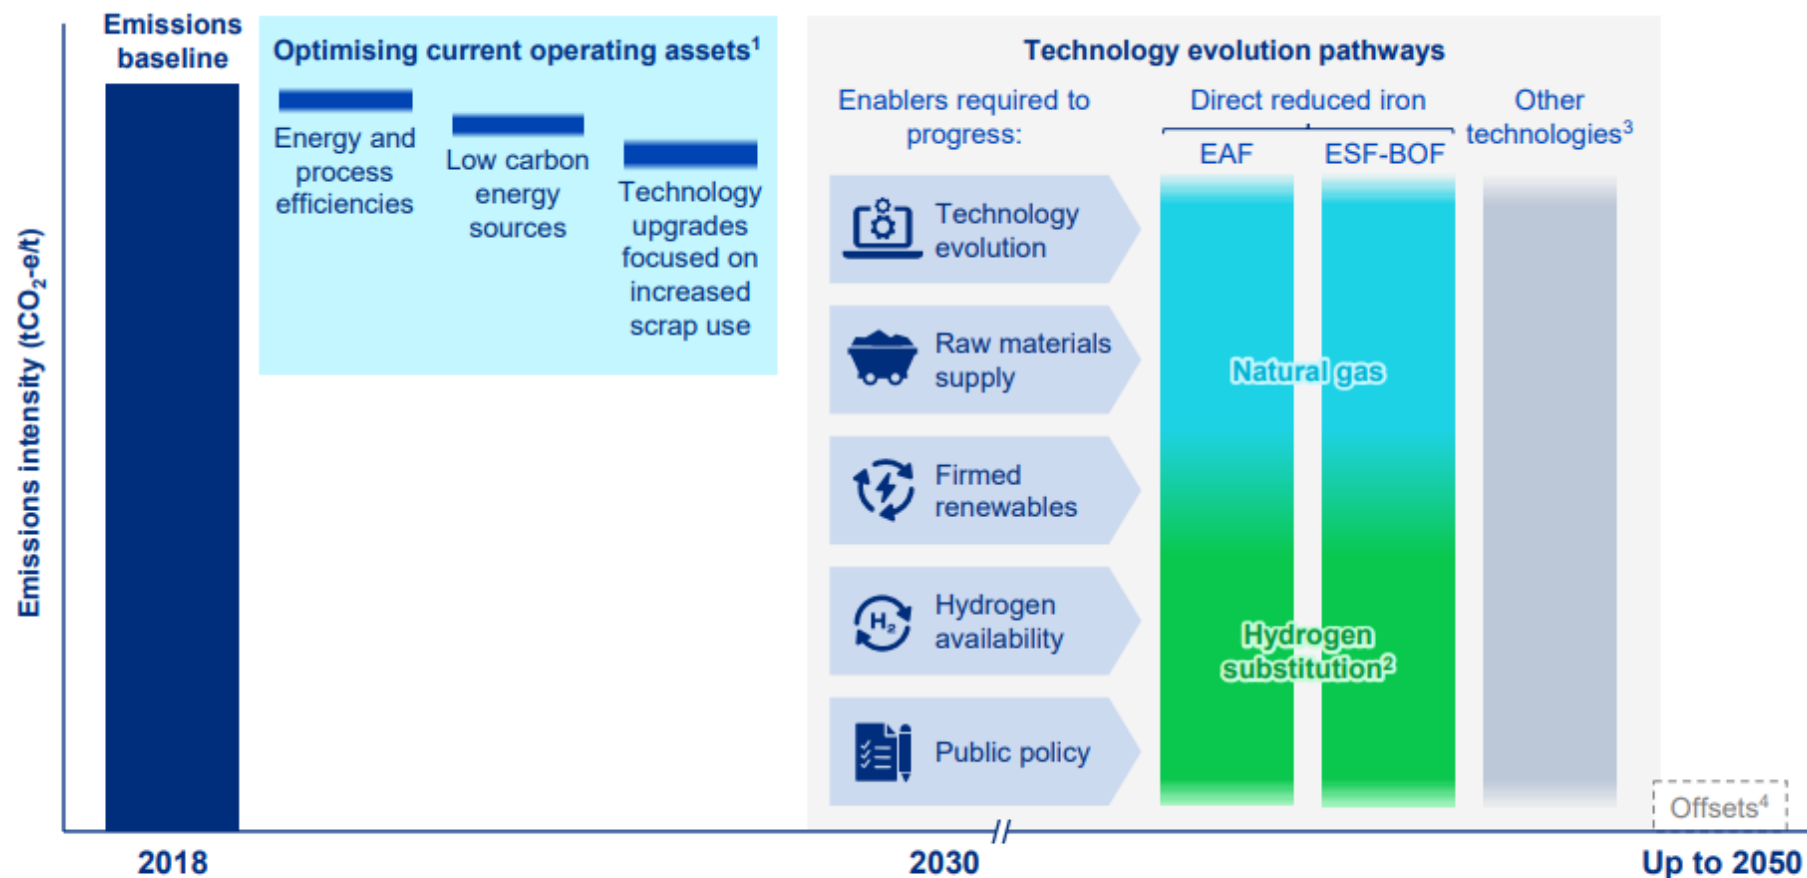 Emissions
baseline
Optimising current operating assets¹
Energy and
process
efficiencies
Low carbon
energy
sources
Technology
upgrades
focused on
increased
scrap use
Technology evolution pathways
Enablers required to
progress:
Direct reduced iron
EAF
ESF-BOF
Other
technologies³
Technology
evolution
Raw materials
supply
Firmed
renewables
H₂
Hydrogen
availability
Public policy
Natural gas
Hydrogen
substitution²
Offsets⁴
Emissions intensity (tCO₂-e/t)
2018
2030
//
Up to 2050